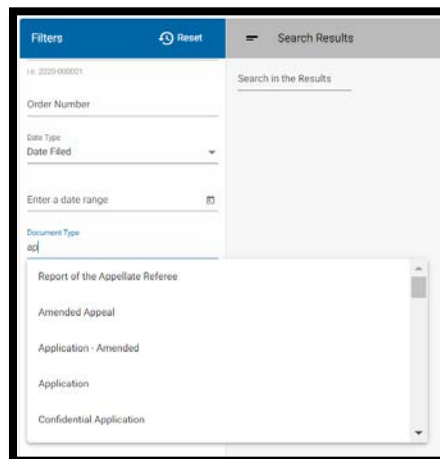 Filters
Reset
Search Results
i.e. 2020-000001
Search in the Results
Order Number
Date Type
Date Filed
Enter a date range
Document Type
ap
Report of the Appellate Referee
Amended Appeal
Application - Amended
Application
Confidential Application